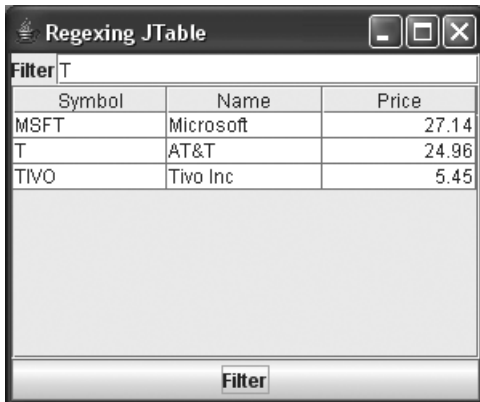 Regexing JTable
Filter T
Symbol Name Price
MSFT Microsoft 27.14
T AT&T 24.96
TIVO Tivo Inc 5.45
Filter